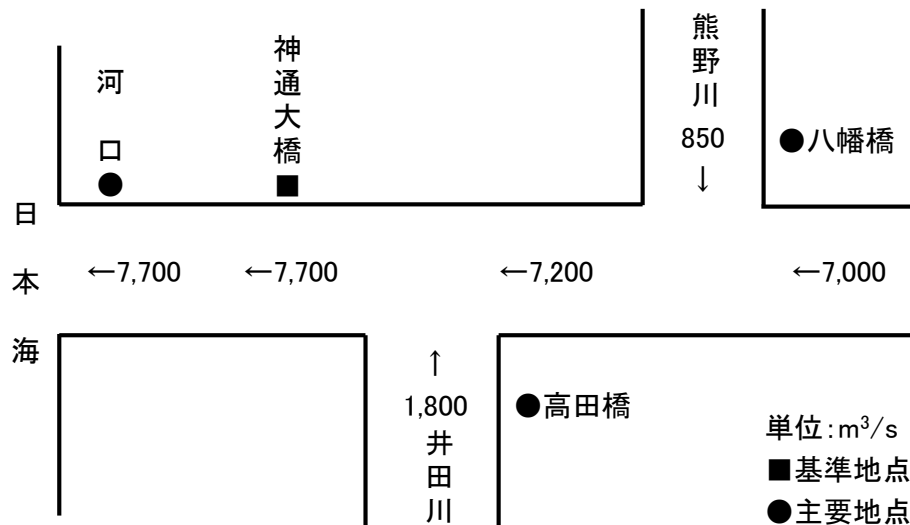 河口
神通大橋
熊野川
850
↓
●八幡橋
●
■
日本海
←7,700
←7,700
←7,200
←7,000
↑
1,800
井田川
●高田橋
単位:m³/s
■基準地点
●主要地点